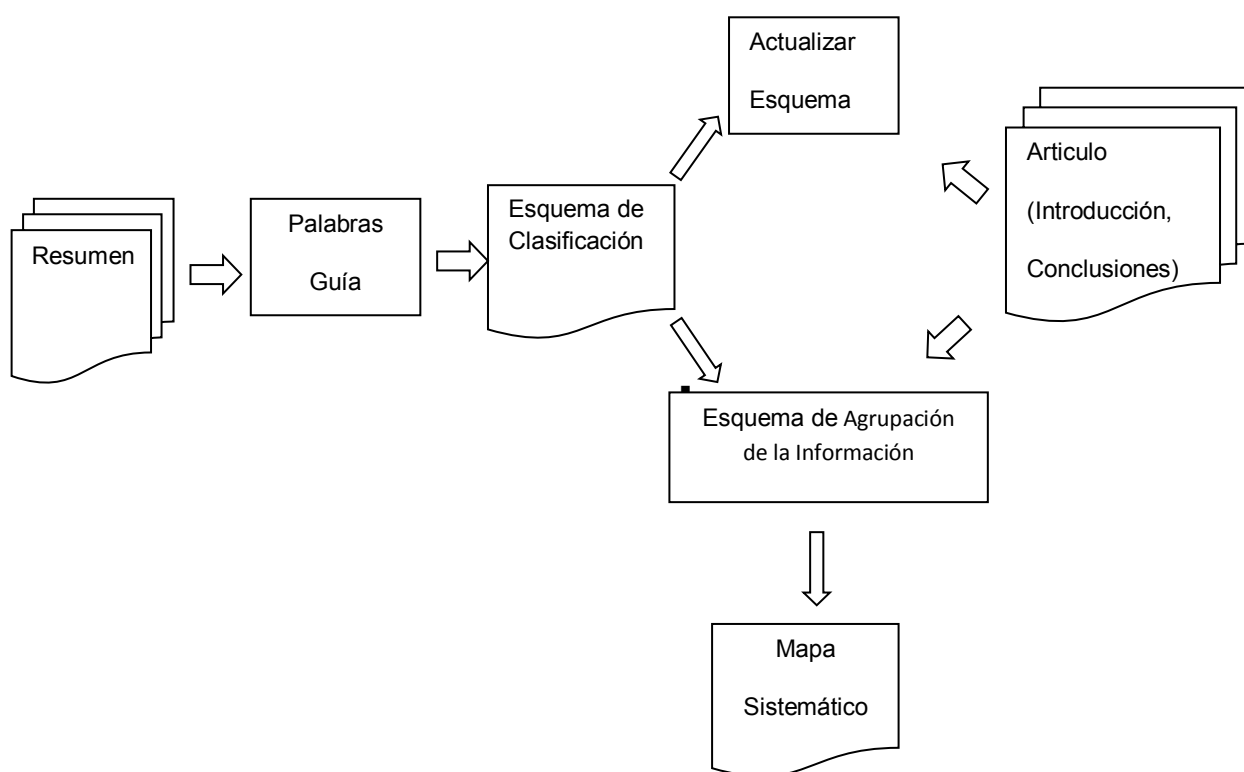 Resumen
Palabras
Guía
Esquema de
Clasificación
Actualizar
Esquema
Articulo
(Introducción,
Conclusiones)
Esquema de Agrupación
de la Información
Mapa
Sistemático